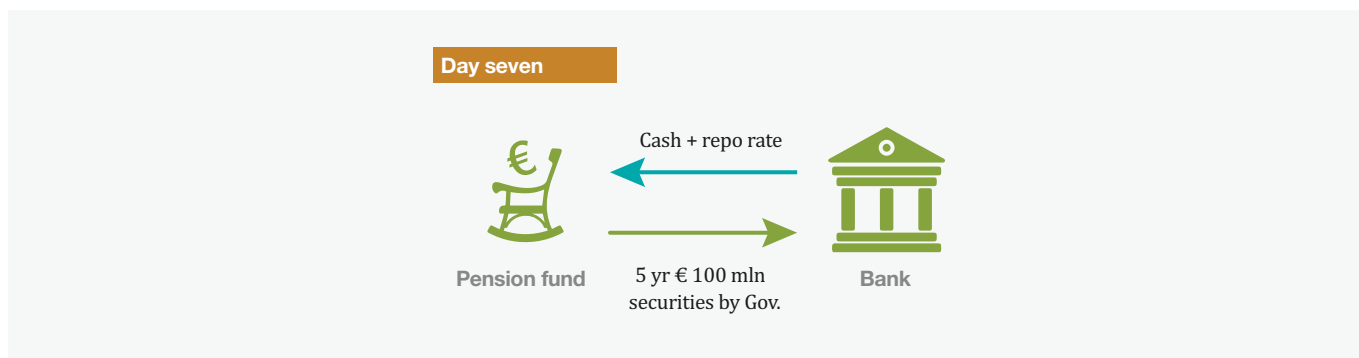 Day seven
Cash + repo rate
€
Pension fund
5 yr € 100 mln
securities by Gov.
Bank